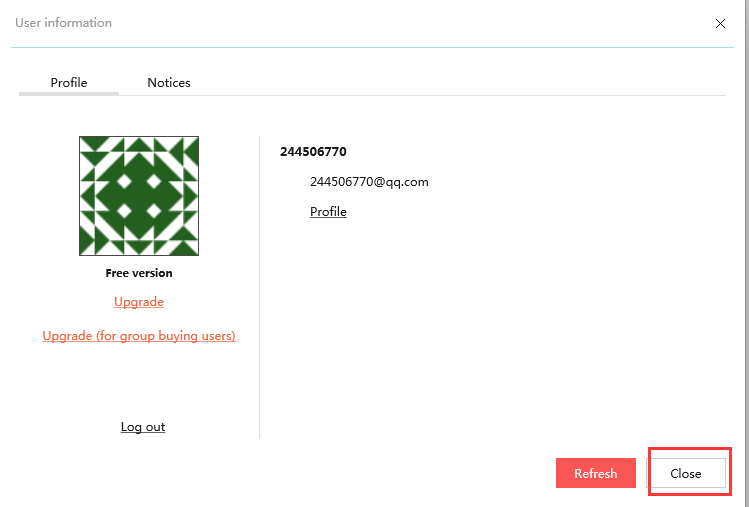 User information
Profile
Notices
244506770
244506770@qq.com
Profile
Free version
Upgrade
Upgrade (for group buying users)
Log out
Refresh
Close